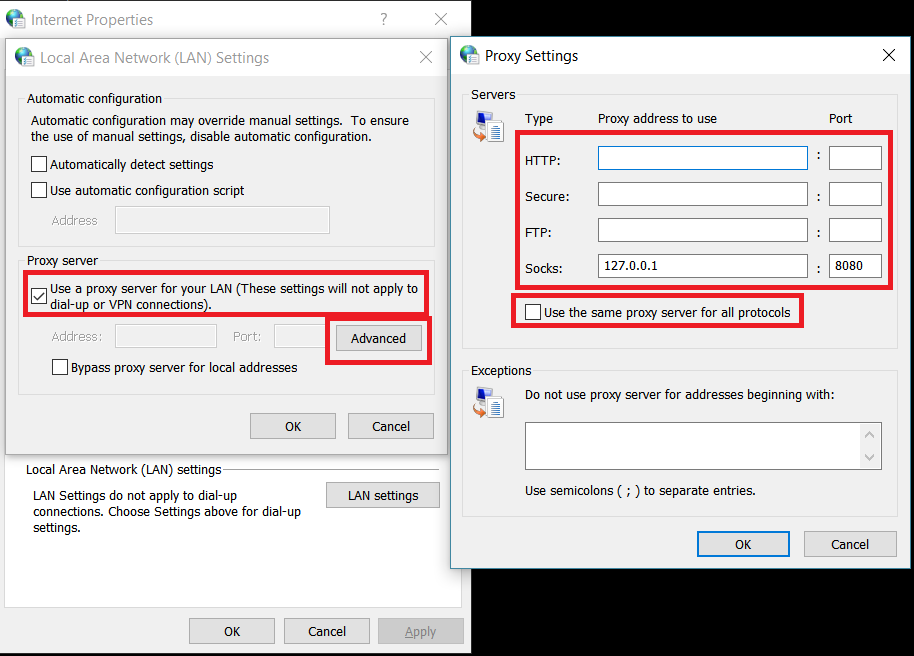 Internet Properties
?
Local Area Network (LAN) Settings
Automatic configuration
Automatic configuration may override manual settings. To ensure
the use of manual settings, disable automatic configuration.
Automatically detect settings
Use automatic configuration script
Address
Proxy server
Use a proxy server for your LAN (These settings will not apply to
dial-up or VPN connections).
Address:
Port:
Advanced
Bypass proxy server for local addresses
OK
Cancel
Local Area Network (LAN) settings
LAN Settings do not apply to dial-up
connections. Choose Settings above for dial-up
settings.
LAN settings
OK
Cancel
Apply
Proxy Settings
Servers
Type Proxy address to use Port
HTTP: :
Secure: :
FTP: :
Socks: 127.0.0.1 : 8080
Use the same proxy server for all protocols
Exceptions
Do not use proxy server for addresses beginning with:
Use semicolons ( ; ) to separate entries.
OK
Cancel